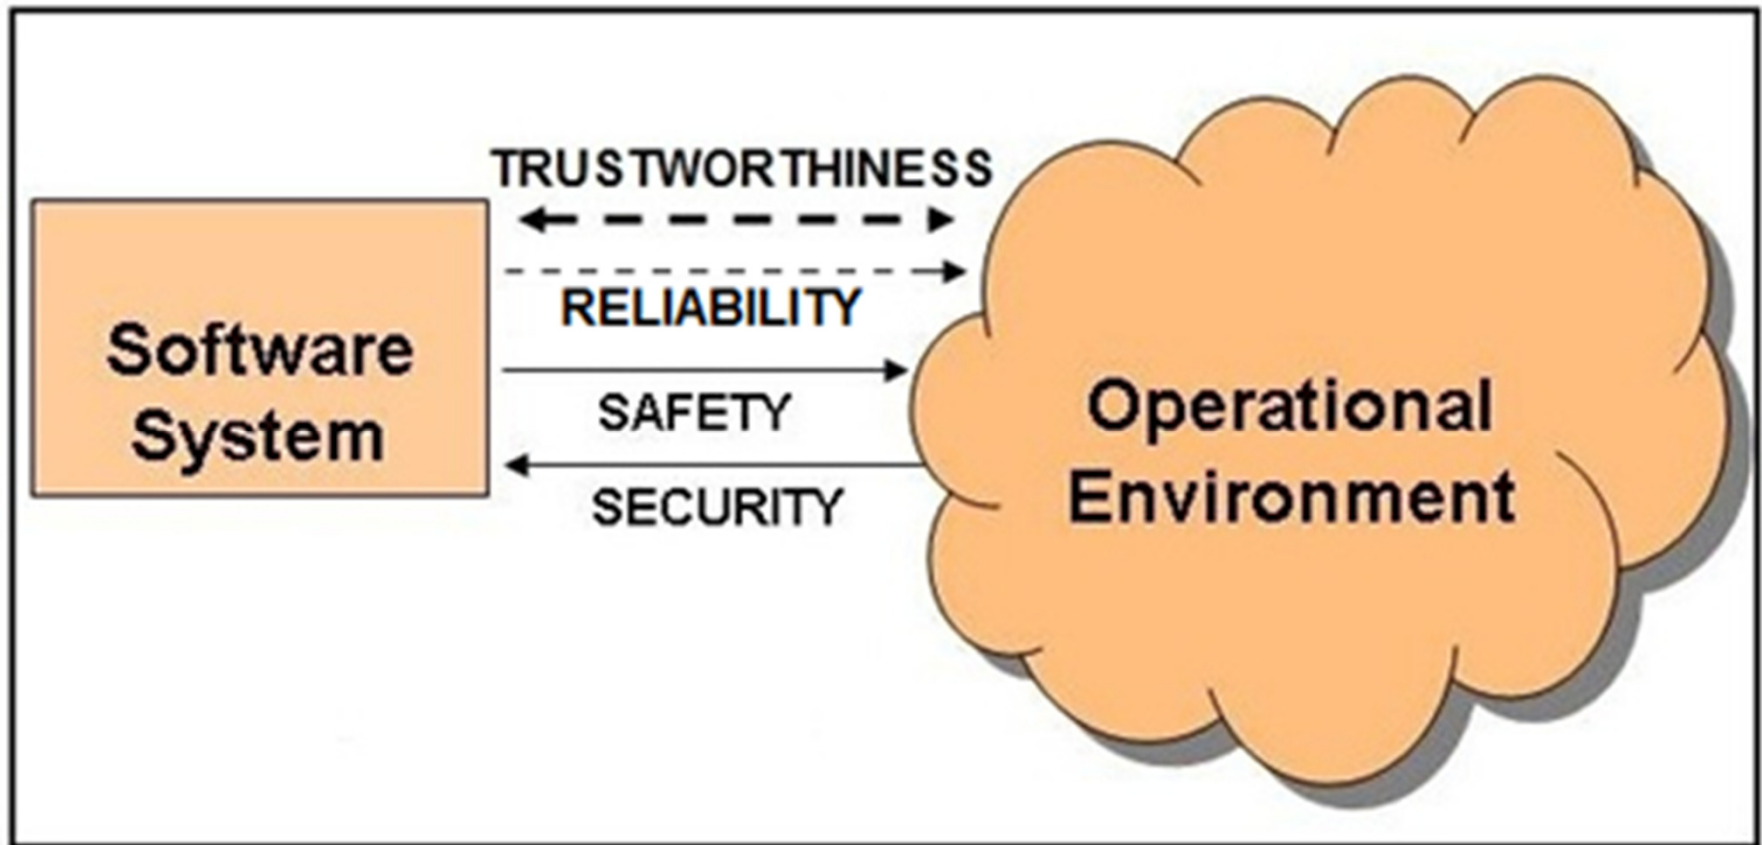 TRUSTWORTHINESS
RELIABILITY
Software
System
SAFETY
SECURITY
Operational
Environment